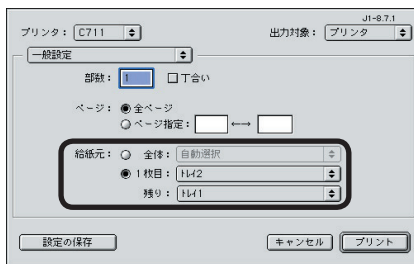 J1-8.7.1
プリンタ： C711 出力対象： プリンタ
一般設定
部数： 1 丁合い
ページ： 全ページ
ページ指定： ←→
給紙元： 全体： 自動選択
1枚目： トレイ2
残り： トレイ1
設定の保存 キャンセル プリント